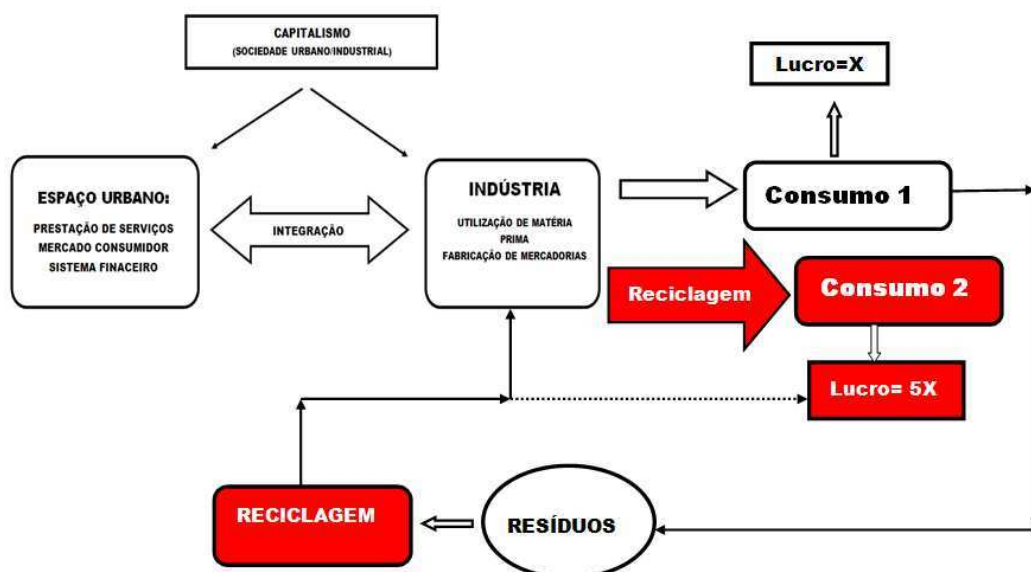 CAPITALISMO
(SOCIEDADE URBANO/INDUSTRIAL)
Lucro=X
ESPAÇO URBANO:
PRESTAÇÃO DE SERVIÇOS
MERCADO CONSUMIDOR
SISTEMA FINACEIRO
INTEGRAÇÃO
INDÚSTRIA
UTILIZAÇÃO DE MATÉRIA
PRIMA
FABRICAÇÃO DE MERCADORIAS
Consumo 1
Reciclagem
Consumo 2
Lucro= 5X
RECICLAGEM
RESÍDUOS